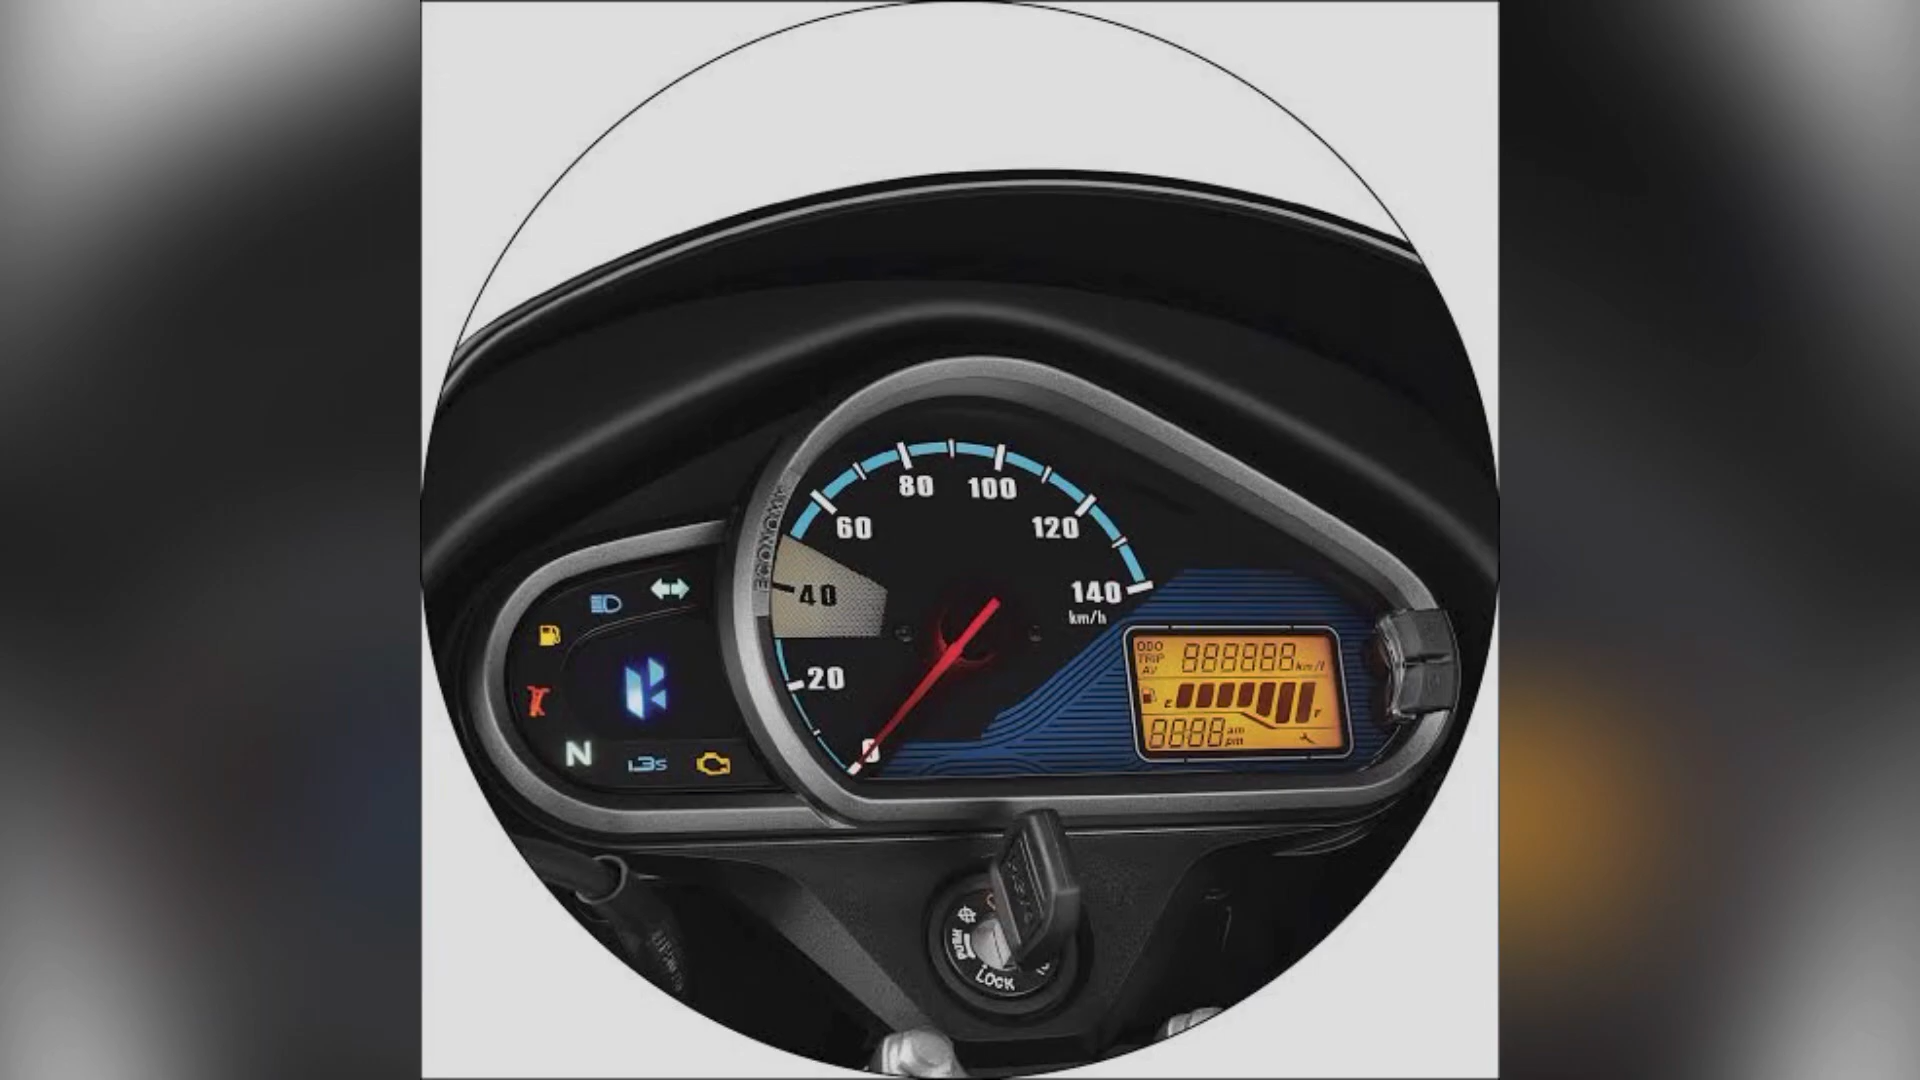 80
100
60
120
ECONOMY
40
140
km/h
20
ODO
TRIP
AV
888888 km/l
E
F
8888 am
pm
0
N
i3S
PUSH
LOCK